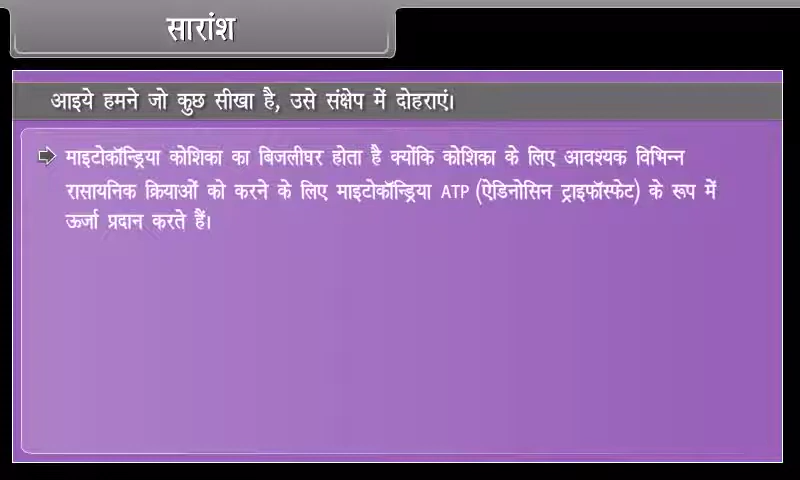 सारांश
आइये हमने जो कुछ सीखा है, उसे संक्षेप में दोहराएं।
माइटोकॉन्ड्रिया कोशिका का बिजलीघर होता है क्योंकि कोशिका के लिए आवश्यक विभिन्न
रासायनिक क्रियाओं को करने के लिए माइटोकॉन्ड्रिया ATP (ऐडिनोसिन ट्राइफॉस्फेट) के रूप में
ऊर्जा प्रदान करते हैं।